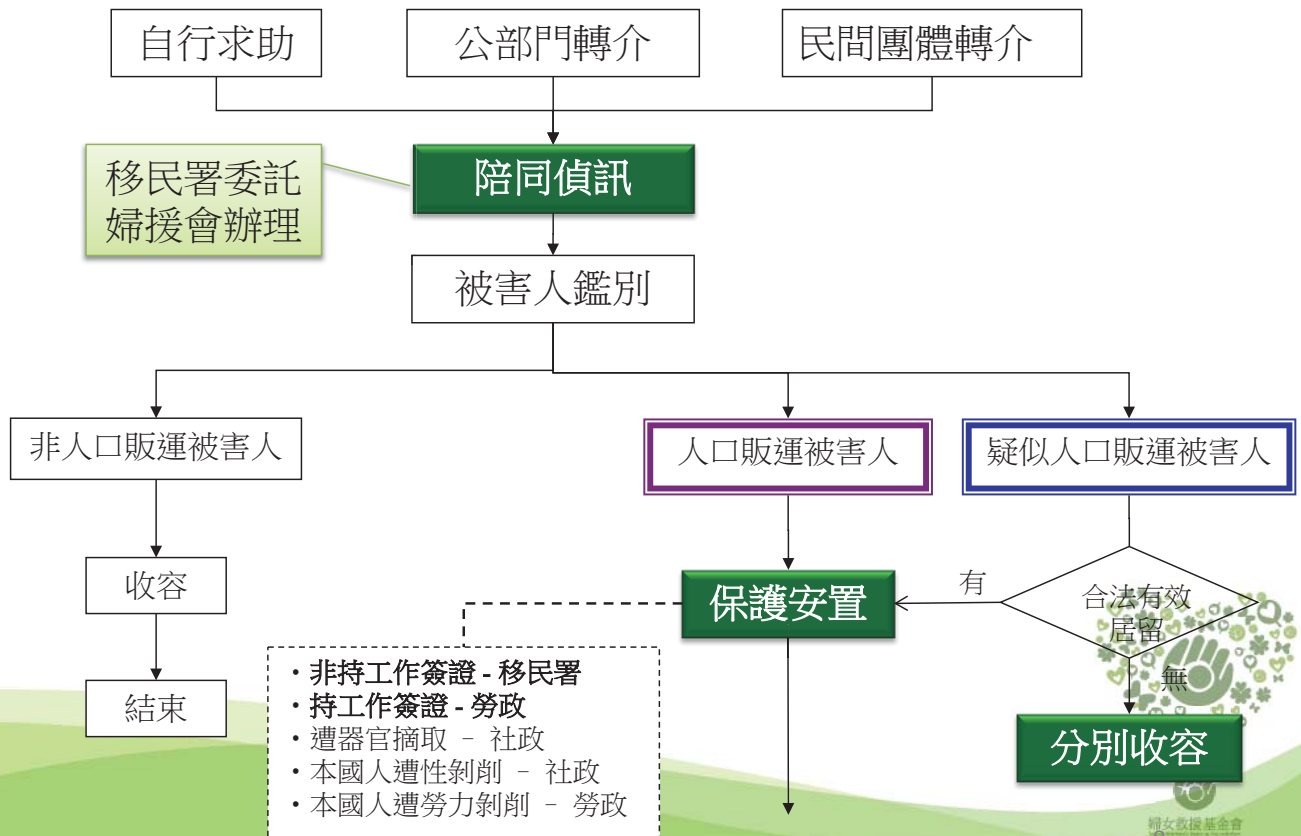 自行求助
公部門轉介
民間團體轉介
移民署委託
婦援會辦理
陪同偵訊
被害人鑑別
非人口販運被害人
人口販運被害人
疑似人口販運被害人
收容
保護安置
有
合法有效
居留
無
結束
・非持工作簽證 - 移民署
・持工作簽證 - 勞政
・遭器官摘取 - 社政
・本國人遭性剝削 - 社政
・本國人遭勞力剝削 - 勞政
分別收容
婦女救援基金會